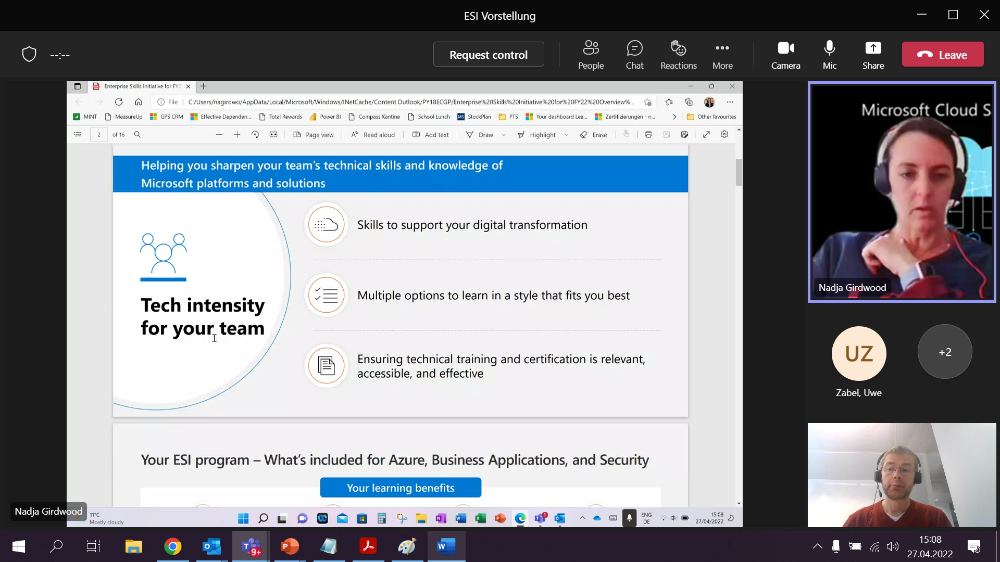 ESI Vorstellung
--:--
Request control
People
Chat
Reactions
More
Camera
Mic
Share
Leave
Enterprise Skills Initiative for FY2
File
C:/Users/nagirdwo/AppData/Local/Microsoft/Windows/INetCache/Content.Outlook/PY18ECGP/Enterprise%20Skills%20Initiative%20for%20FY22%20Overview%...
MINT
MeasureUp
GPS CRM
Effective Dependen...
Total Rewards
Power BI
Compass Kantine
School Lunch
MS StockPlan
PTS
Your dashboard Lea...
Zertifizierungen - n...
Other favourites
2 of 16
Page view
Read aloud
Add text
Draw
Highlight
Erase
Helping you sharpen your team's technical skills and knowledge of
Microsoft platforms and solutions
Skills to support your digital transformation
Multiple options to learn in a style that fits you best
Tech intensity
for your team
Ensuring technical training and certification is relevant,
accessible, and effective
Your ESI program – What's included for Azure, Business Applications, and Security
Your learning benefits
Nadja Girdwood
11°C
Mostly cloudy
1
ENG
DE
15:08
27/04/2022
Microsoft Cloud S
Nadja Girdwood
UZ
Zabel, Uwe
+2
9+
15:08
27.04.2022